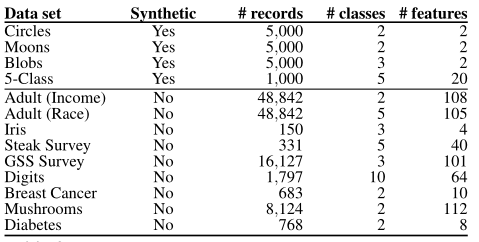 Data set Synthetic # records # classes # features
Circles Yes 5,000 2 2
Moons Yes 5,000 2 2
Blobs Yes 5,000 3 2
5-Class Yes 1,000 5 20
Adult (Income) No 48,842 2 108
Adult (Race) No 48,842 5 105
Iris No 150 3 4
Steak Survey No 331 5 40
GSS Survey No 16,127 3 101
Digits No 1,797 10 64
Breast Cancer No 683 2 10
Mushrooms No 8,124 2 112
Diabetes No 768 2 8